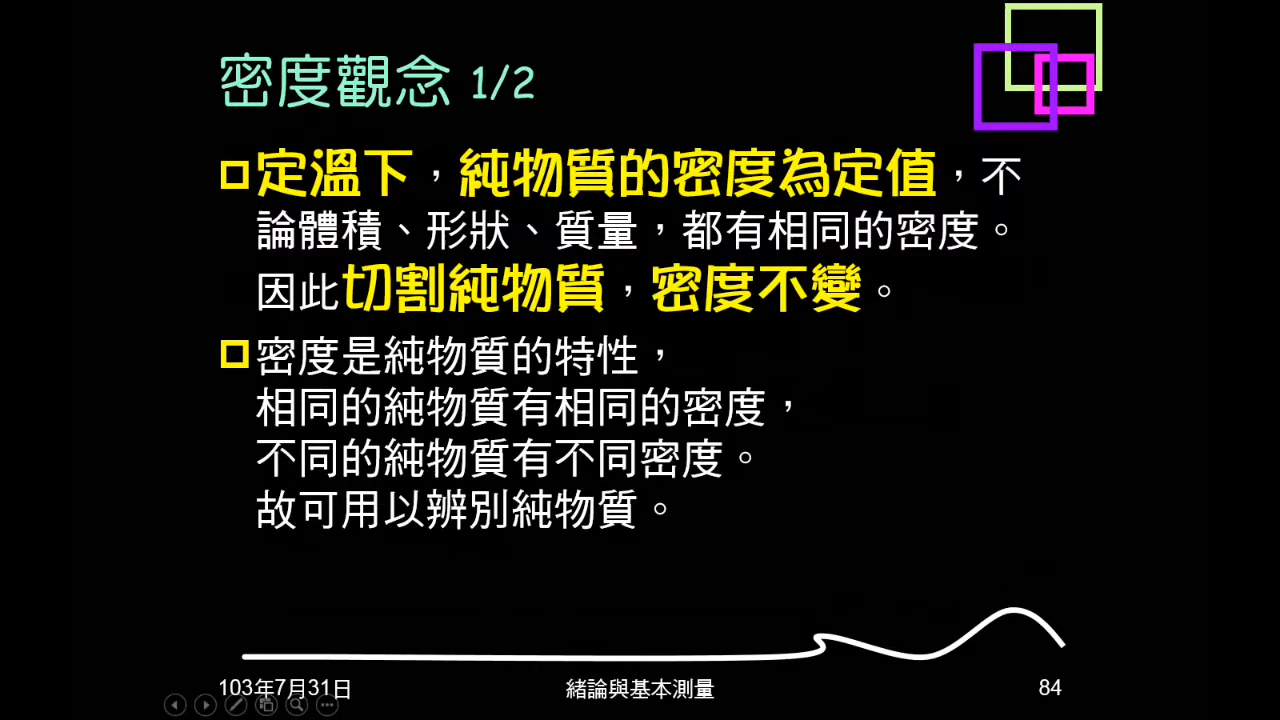 密度觀念 1/2
定溫下，純物質的密度為定值，不
論體積、形狀、質量，都有相同的密度。
因此切割純物質，密度不變。
密度是純物質的特性，
相同的純物質有相同的密度，
不同的純物質有不同密度。
故可用以辨別純物質。
103年7月31日
緒論與基本測量
84